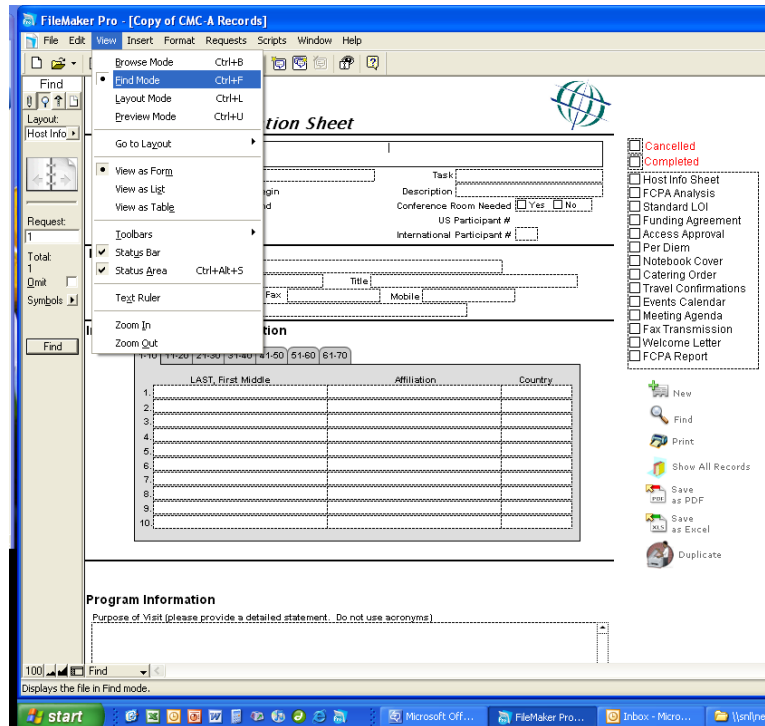 FileMaker Pro - [Copy of CMC-A Records]
File Edit View Insert Format Requests Scripts Window Help
Browse Mode Ctrl+B
Find Mode Ctrl+F
Layout Mode Ctrl+L
Preview Mode Ctrl+U
Go to Layout
View as Form
View as List
View as Table
Toolbars
Status Bar
Status Area Ctrl+Alt+S
Text Ruler
Zoom In
Zoom Out
Find
Layout:
Host Info
Request:
1
Total:
1
Omit
Symbols
Find
tion Sheet
Task
Description
Conference Room Needed Yes No
US Participant #
International Participant #
Title
Fax Mobile
tion
1-10 11-20 21-30 31-40 41-50 51-60 61-70
LAST, First Middle Affiliation Country
1.
2.
3.
4.
5.
6.
7.
8.
9.
10.
Program Information
Purpose of Visit (please provide a detailed statement. Do not use acronyms)
Cancelled
Completed
Host Info Sheet
FCPA Analysis
Standard LOI
Funding Agreement
Access Approval
Per Diem
Notebook Cover
Catering Order
Travel Confirmations
Events Calendar
Meeting Agenda
Fax Transmission
Welcome Letter
FCPA Report
New
Find
Print
Show All Records
PDF
Save
as PDF
XLS
Save
as Excel
Duplicate
100 Find
Displays the file in Find mode.
start Microsoft Off... FileMaker Pro... Inbox - Micro... \\snl\ne